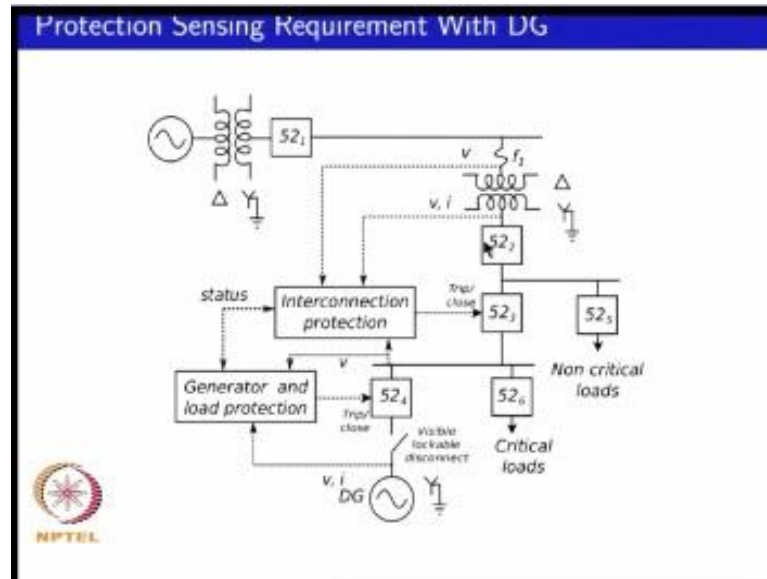 Protection Sensing Requirement With DG
52₁
v
f₁
Δ
Y
Δ
Y
v, i
52₂
status
Interconnection
protection
Trip/
close
52₃
52₅
v
Non critical
loads
Generator and
load protection
Trip/
close
52₄
52₆
Visible
lockable
disconnect
Critical
loads
v, i
DG
Y
NPTEL